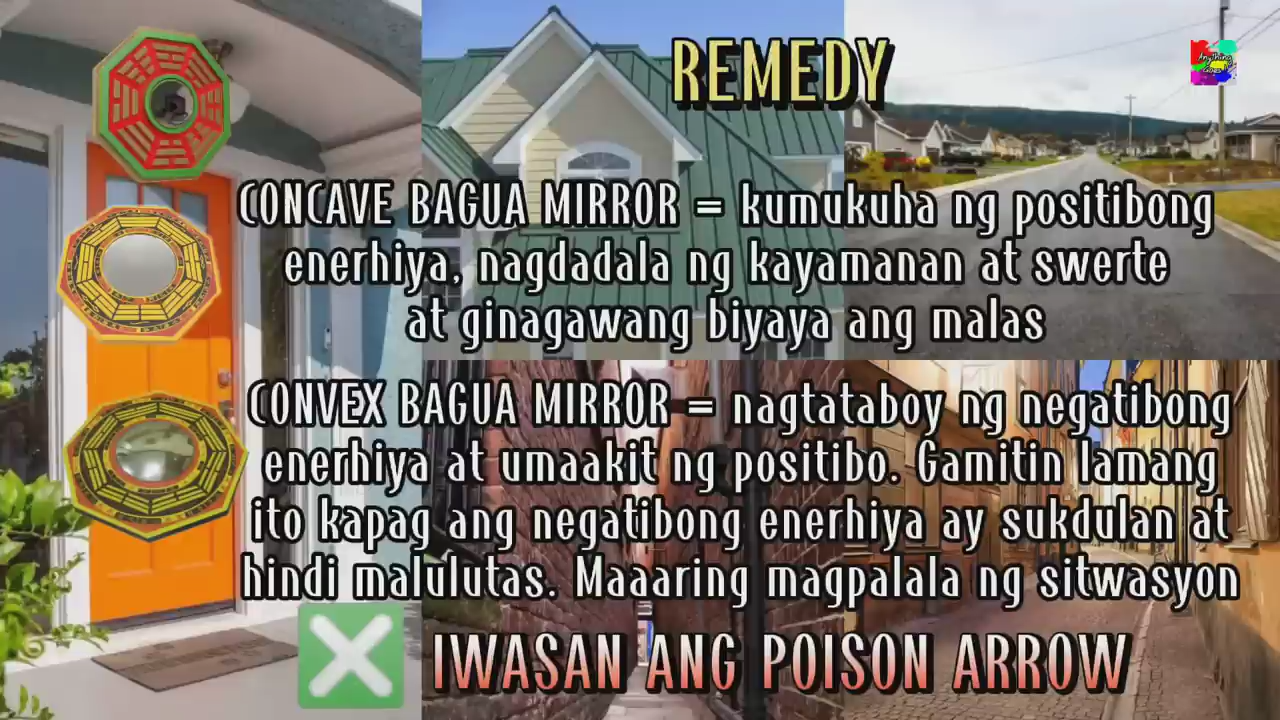 REMEDY
Anything Goes
CONCAVE BAGUA MIRROR = kumukuha ng positibong
enerhiya, nagdadala ng kayamanan at swerte
at ginagawang biyaya ang malas
CONVEX BAGUA MIRROR = nagtataboy ng negatibong
enerhiya at umaakit ng positibo. Gamitin lamang
ito kapag ang negatibong enerhiya ay sukdulan at
hindi malulutas. Maaaring magpalala ng sitwasyon
IWASAN ANG POISON ARROW